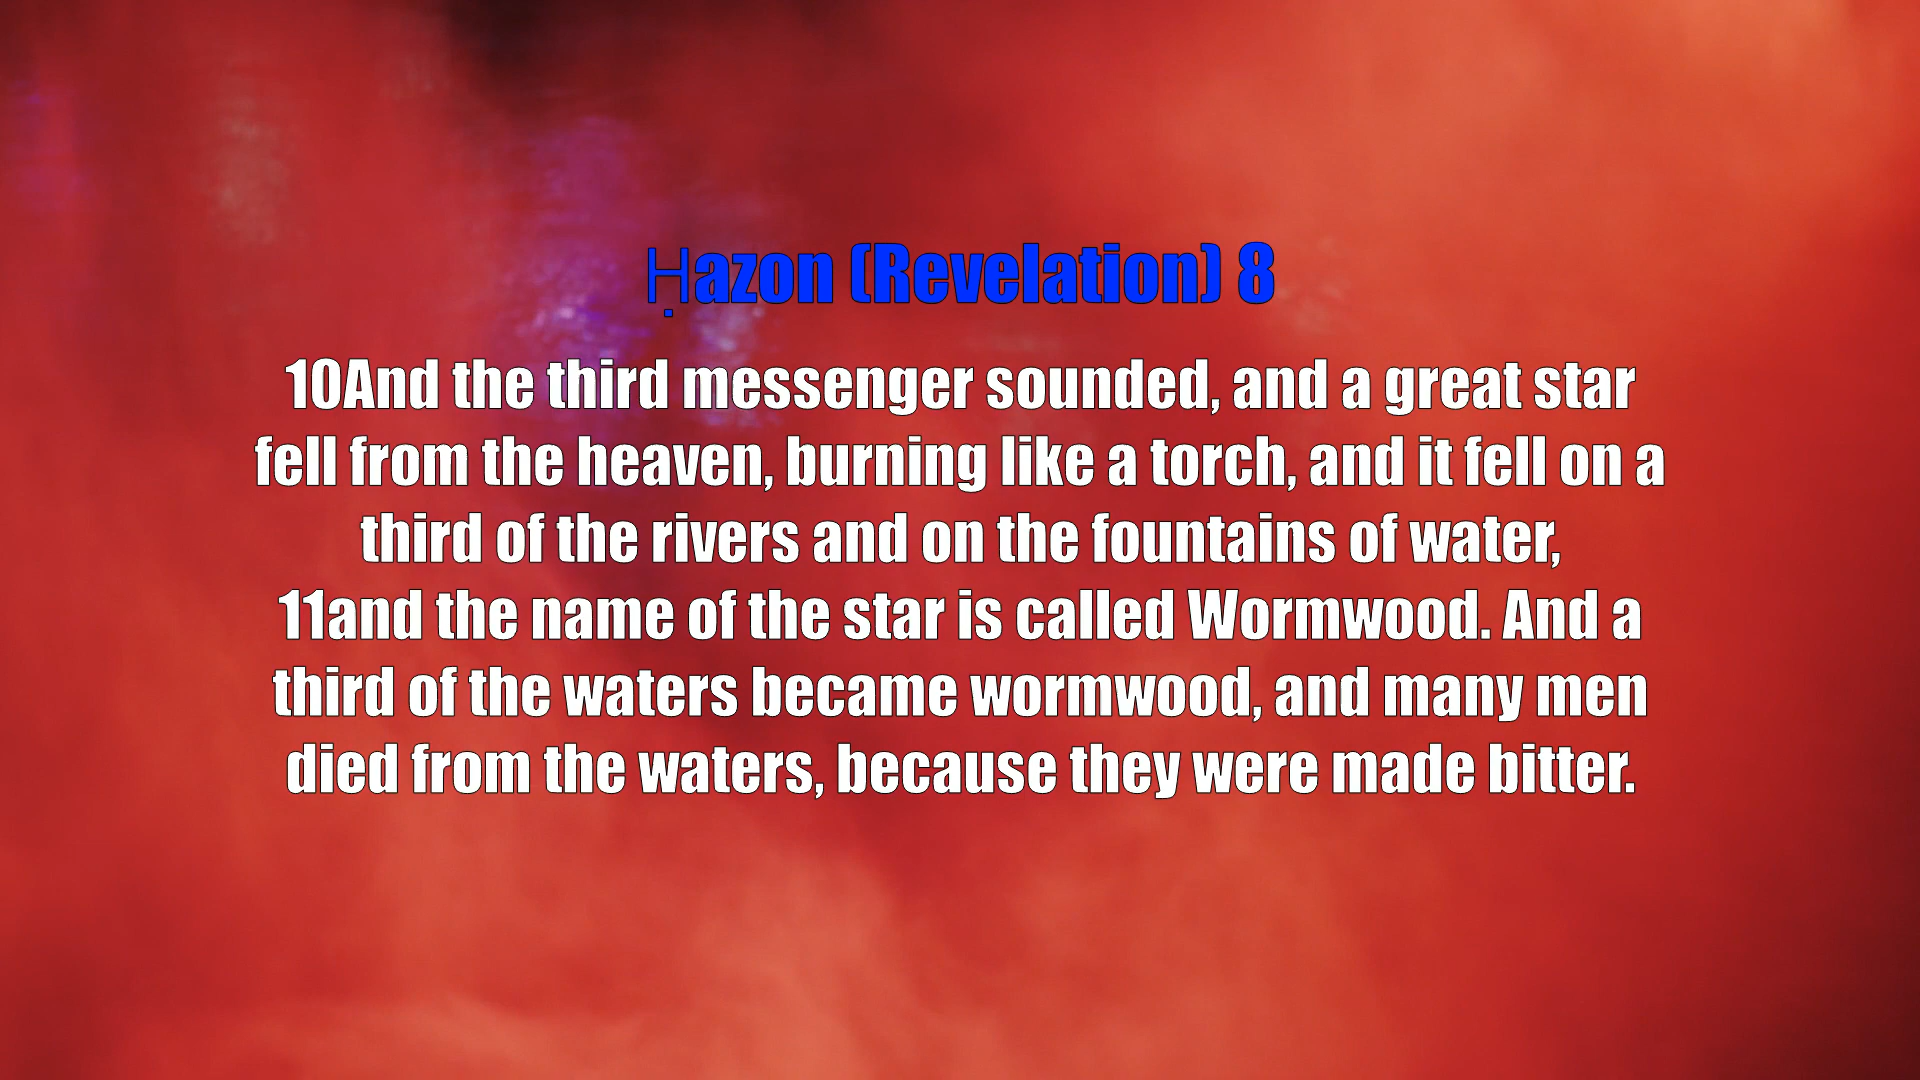 Ḥazon (Revelation) 8
10And the third messenger sounded, and a great star
fell from the heaven, burning like a torch, and it fell on a
third of the rivers and on the fountains of water,
11and the name of the star is called Wormwood. And a
third of the waters became wormwood, and many men
died from the waters, because they were made bitter.